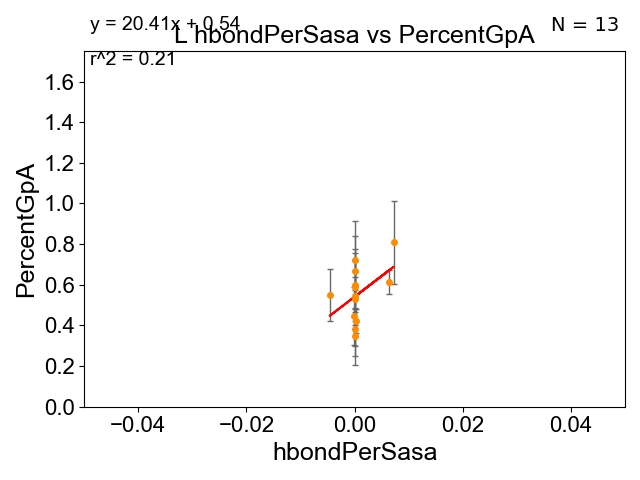 y = 20.41x + 0.54
N = 13
L hbondPerSasa vs PercentGpA
r^2 = 0.21
PercentGpA
1.6
1.4
1.2
1.0
0.8
0.6
0.4
0.2
0.0
−0.04 −0.02 0.00 0.02 0.04
hbondPerSasa